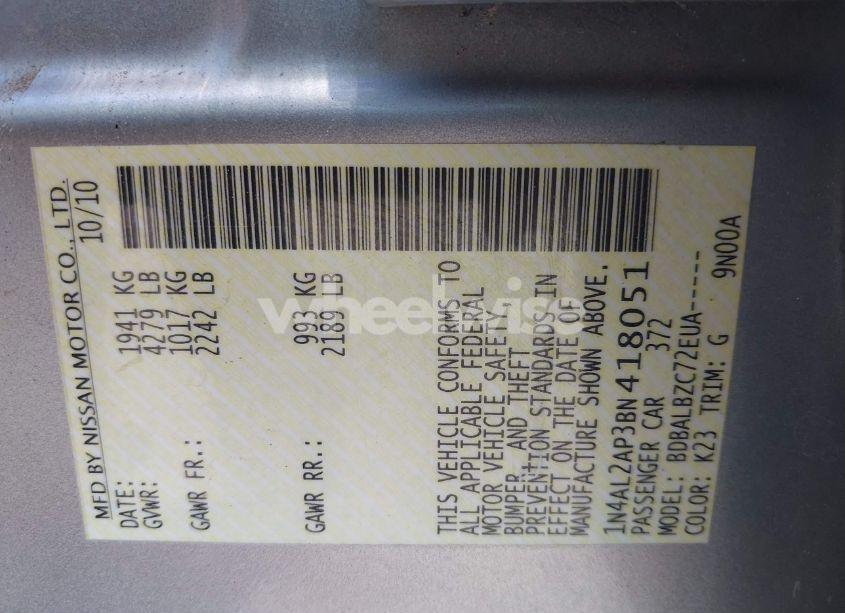 MFD BY NISSAN MOTOR CO., LTD.
DATE: 10/10
GVWR: 1941 KG
4279 LB
GAWR FR.: 1017 KG
2242 LB
GAWR RR.: 993 KG
2189 LB
THIS VEHICLE CONFORMS TO
ALL APPLICABLE FEDERAL
MOTOR VEHICLE SAFETY,
BUMPER, AND THEFT
PREVENTION STANDARDS IN
EFFECT ON THE DATE OF
MANUFACTURE SHOWN ABOVE.
1N4AL2AP3BN418051
PASSENGER CAR 372
MODEL: BDBALBZC72EUA-----
COLOR: K23 TRIM: G 9N00A
wheelwise